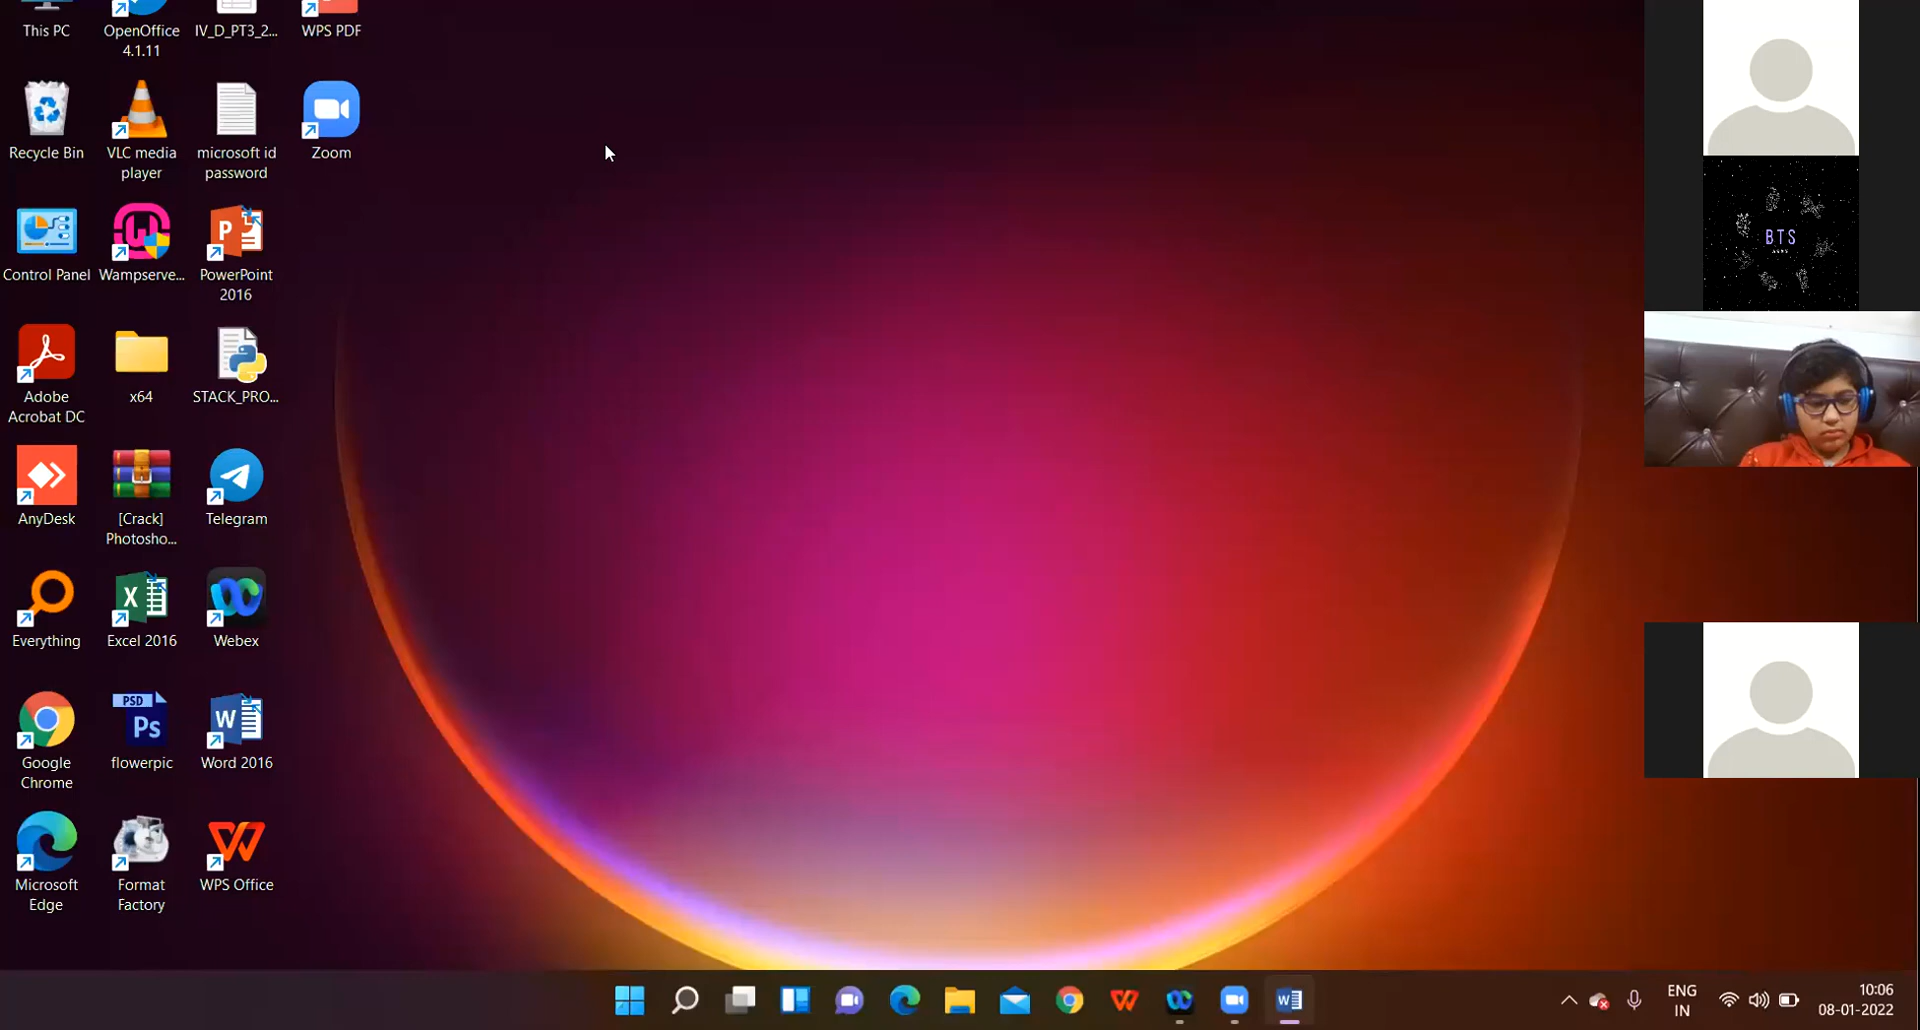 This PC
OpenOffice
4.1.11
IV_D_PT3_2...
WPS PDF
Recycle Bin
VLC media
player
microsoft id
password
Zoom
Control Panel
Wampserve...
PowerPoint
2016
Adobe
Acrobat DC
x64
STACK_PRO...
AnyDesk
[Crack]
Photosho...
Telegram
Everything
Excel 2016
Webex
Google
Chrome
PSD
Ps
flowerpic
Word 2016
Microsoft
Edge
Format
Factory
WPS Office
BTS
ENG
IN
10:06
08-01-2022